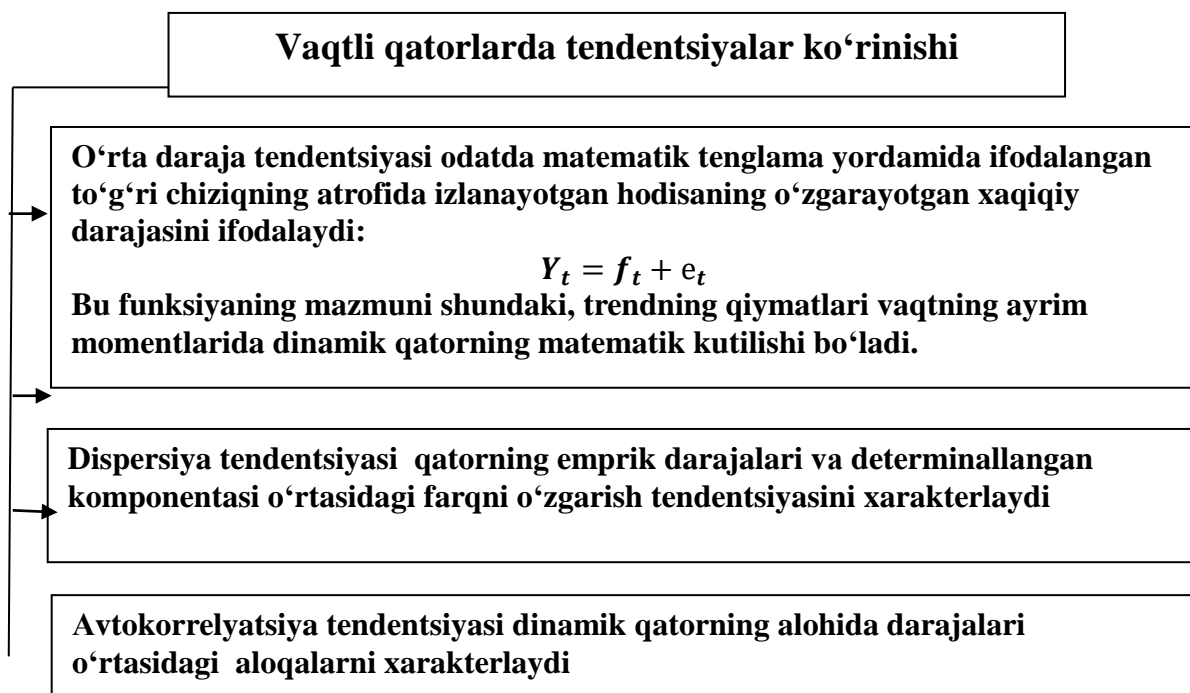 Vaqtli qatorlarda tendentsiyalar ko‘rinishi
O‘rta daraja tendentsiyasi odatda matematik tenglama yordamida ifodalangan
to‘g‘ri chiziqning atrofida izlanayotgan hodisaning o‘zgarayotgan xaqiqiy
darajasini ifodalaydi:
Yₜ = fₜ + eₜ
Bu funksiyaning mazmuni shundaki, trendning qiymatlari vaqtning ayrim
momentlarida dinamik qatorning matematik kutilishi bo‘ladi.
Dispersiya tendentsiyasi qatorning emprik darajalari va determinallangan
komponentasi o‘rtasidagi farqni o‘zgarish tendentsiyasini xarakterlaydi
Avtokorrelyatsiya tendentsiyasi dinamik qatorning alohida darajalari
o‘rtasidagi aloqalarni xarakterlaydi